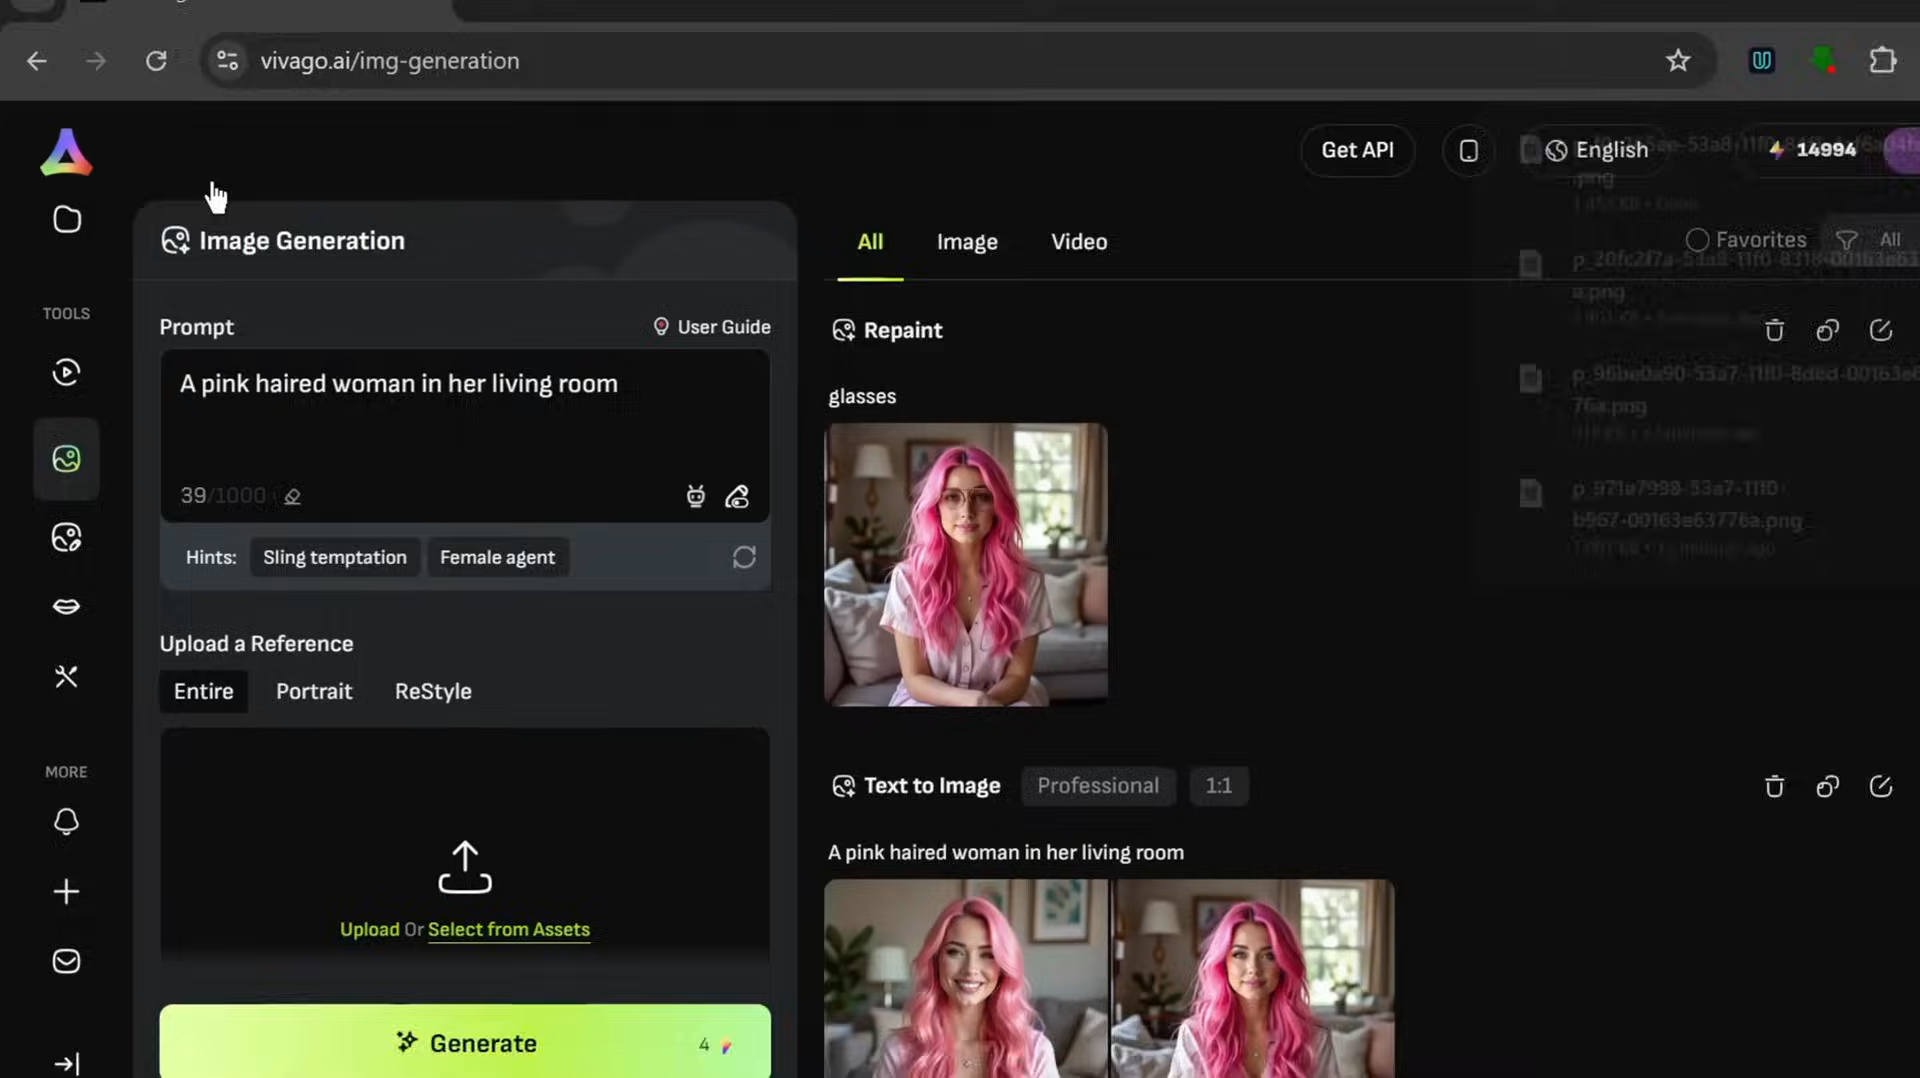 vivago.ai/img-generation
Get API
English
14994
Image Generation
All
Image
Video
Favorites
All
TOOLS
Prompt
User Guide
Repaint
A pink haired woman in her living room
glasses
39/1000
Hints:
Sling temptation
Female agent
Upload a Reference
Entire
Portrait
ReStyle
MORE
Text to Image
Professional
1:1
A pink haired woman in her living room
Upload Or Select from Assets
Generate
4